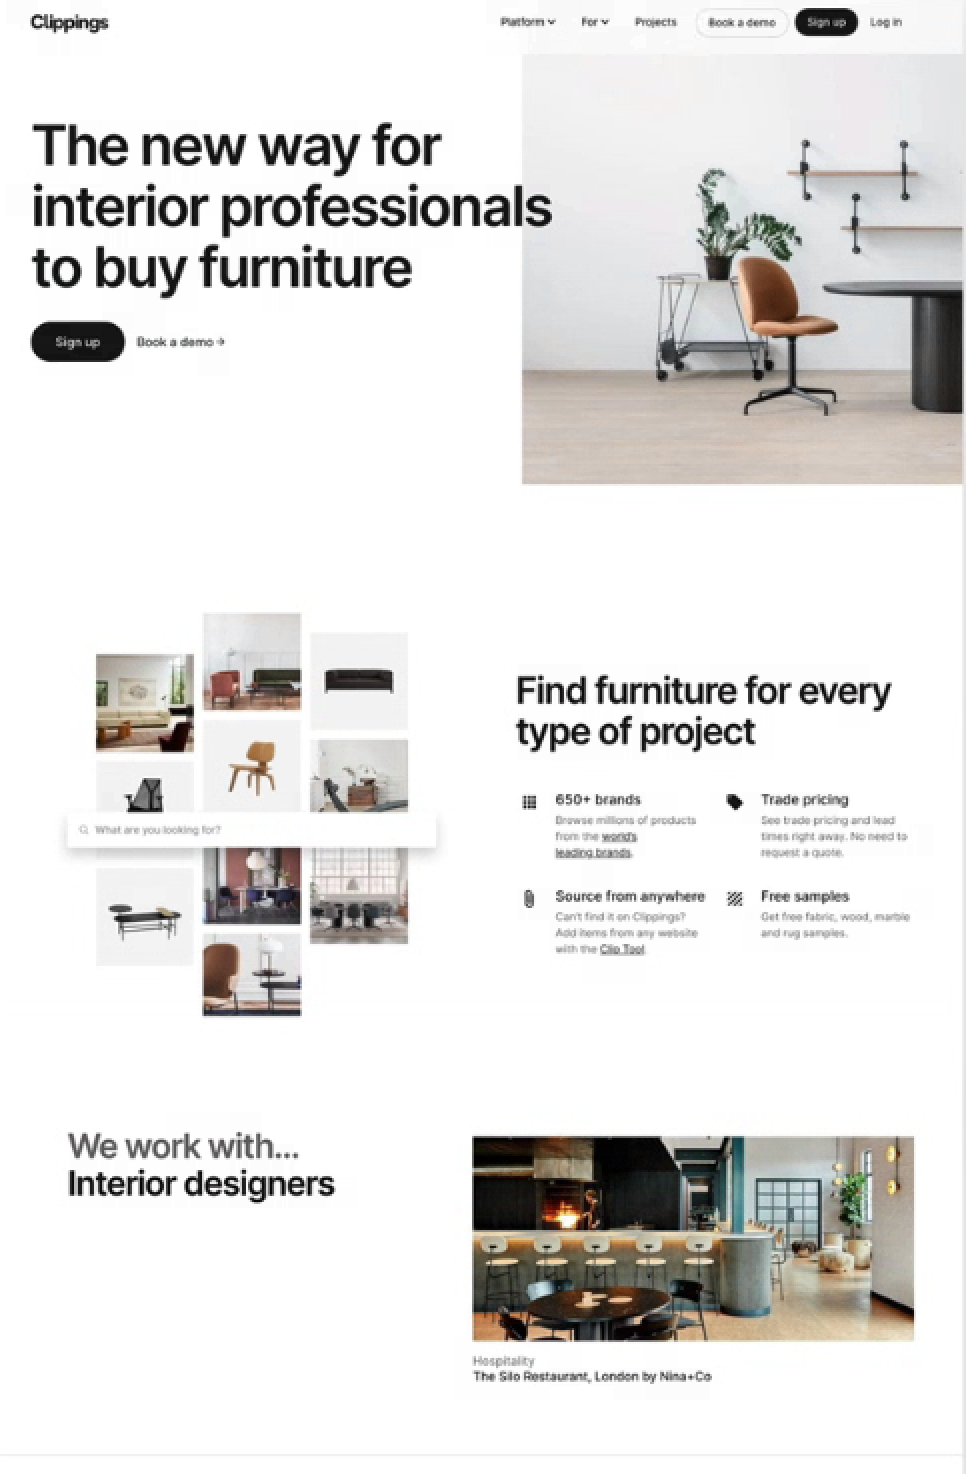 Clippings
Platform
For
Projects
Book a demo
Sign up
Log in
The new way for
interior professionals
to buy furniture
Sign up
Book a demo →
What are you looking for?
Find furniture for every
type of project
650+ brands
Browse millions of products
from the world's
leading brands.
Trade pricing
See trade pricing and lead
times right away. No need to
request a quote.
Source from anywhere
Can't find it on Clippings?
Add items from any website
with the Clip Tool.
Free samples
Get free fabric, wood, marble
and rug samples.
We work with...
Interior designers
Hospitality
The Silo Restaurant, London by Nina+Co